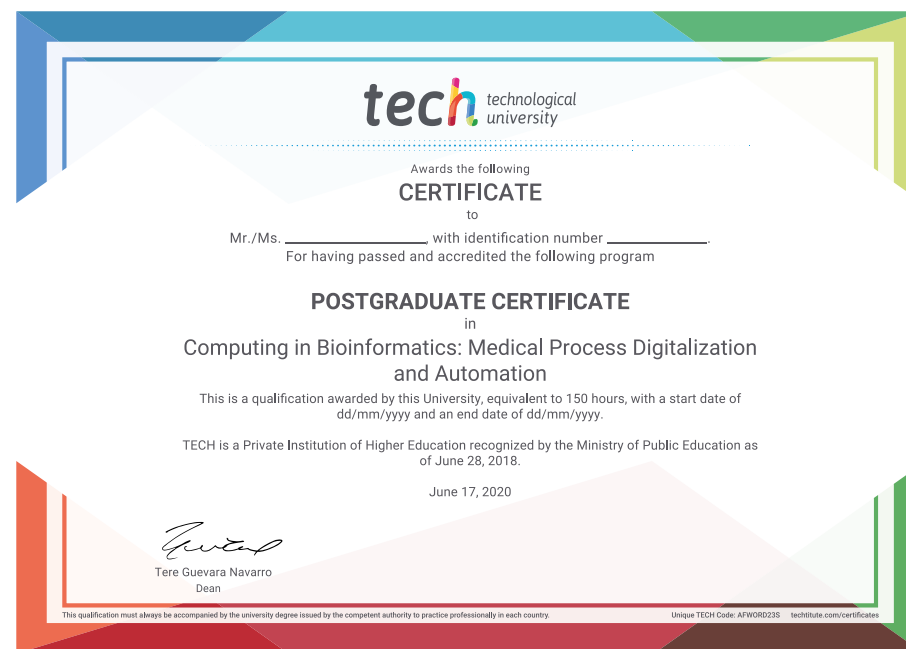 tech technological
university
Awards the following
CERTIFICATE
to
Mr./Ms. ____________________, with identification number ______________.
For having passed and accredited the following program
POSTGRADUATE CERTIFICATE
in
Computing in Bioinformatics: Medical Process Digitalization
and Automation
This is a qualification awarded by this University, equivalent to 150 hours, with a start date of
dd/mm/yyyy and an end date of dd/mm/yyyy.
TECH is a Private Institution of Higher Education recognized by the Ministry of Public Education as
of June 28, 2018.
June 17, 2020
Tere Guevara Navarro
Dean
This qualification must always be accompanied by the university degree issued by the competent authority to practice professionally in each country. Unique TECH Code: AFWORD23S techtitute.com/certificates